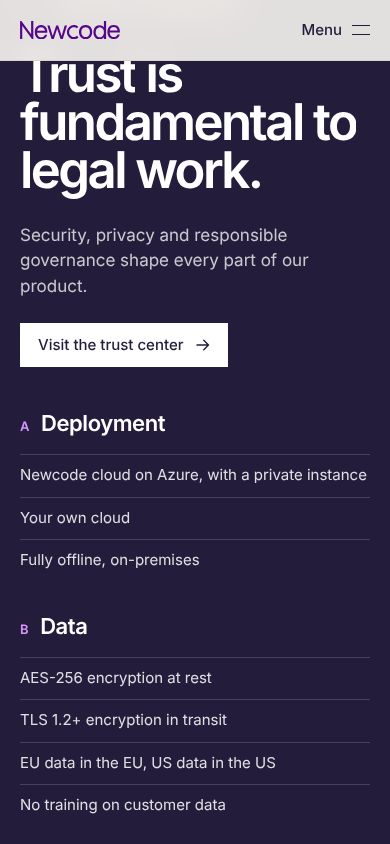 Newcode
Menu
Trust is
fundamental to
legal work.
Security, privacy and responsible
governance shape every part of our
product.
Visit the trust center →
A Deployment
Newcode cloud on Azure, with a private instance
Your own cloud
Fully offline, on-premises
B Data
AES-256 encryption at rest
TLS 1.2+ encryption in transit
EU data in the EU, US data in the US
No training on customer data